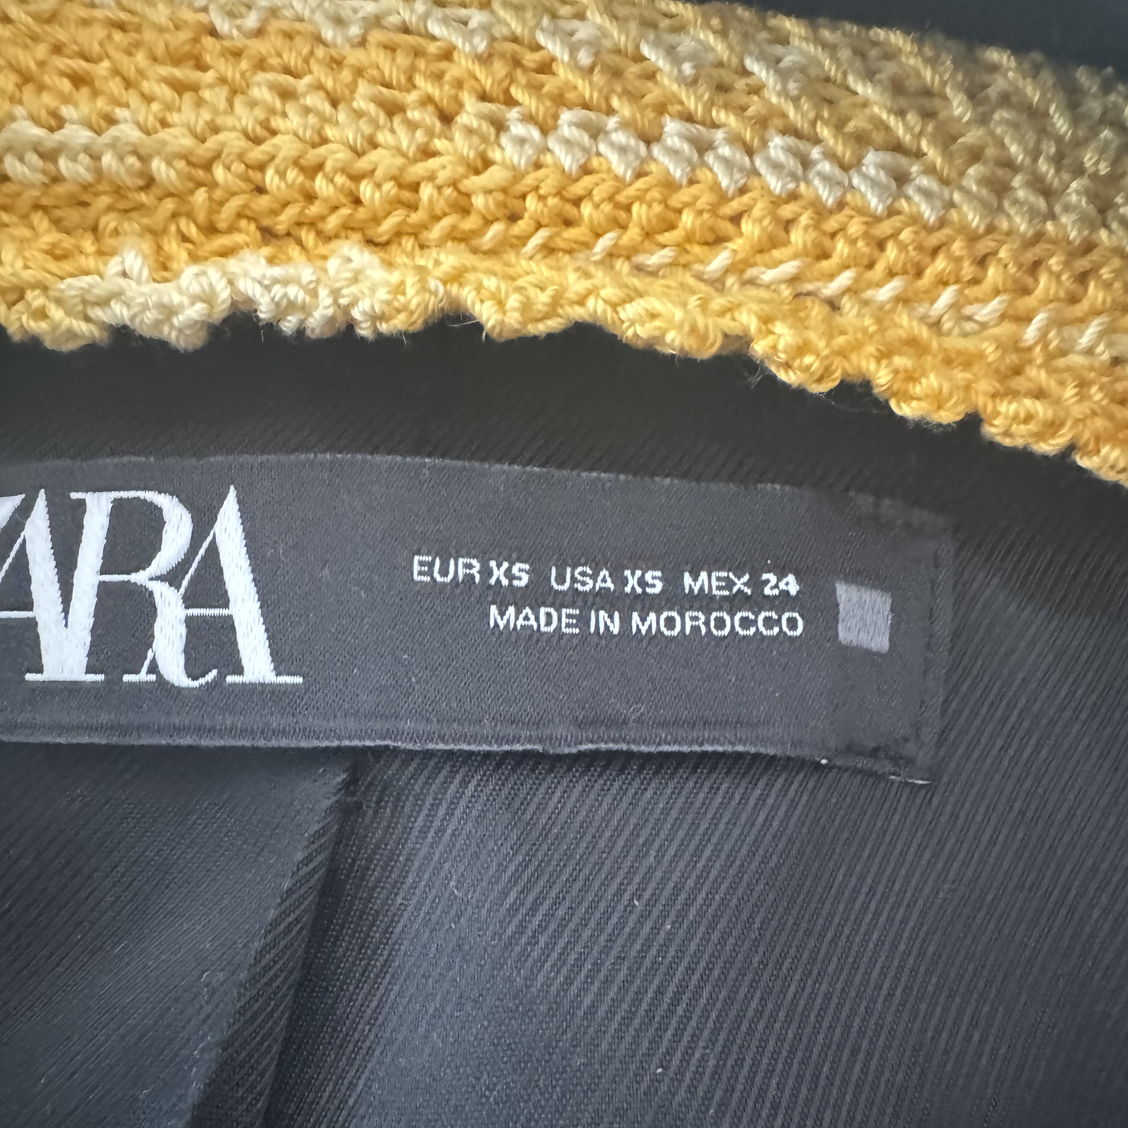 ZARA
EUR XS USA XS MEX 24
MADE IN MOROCCO